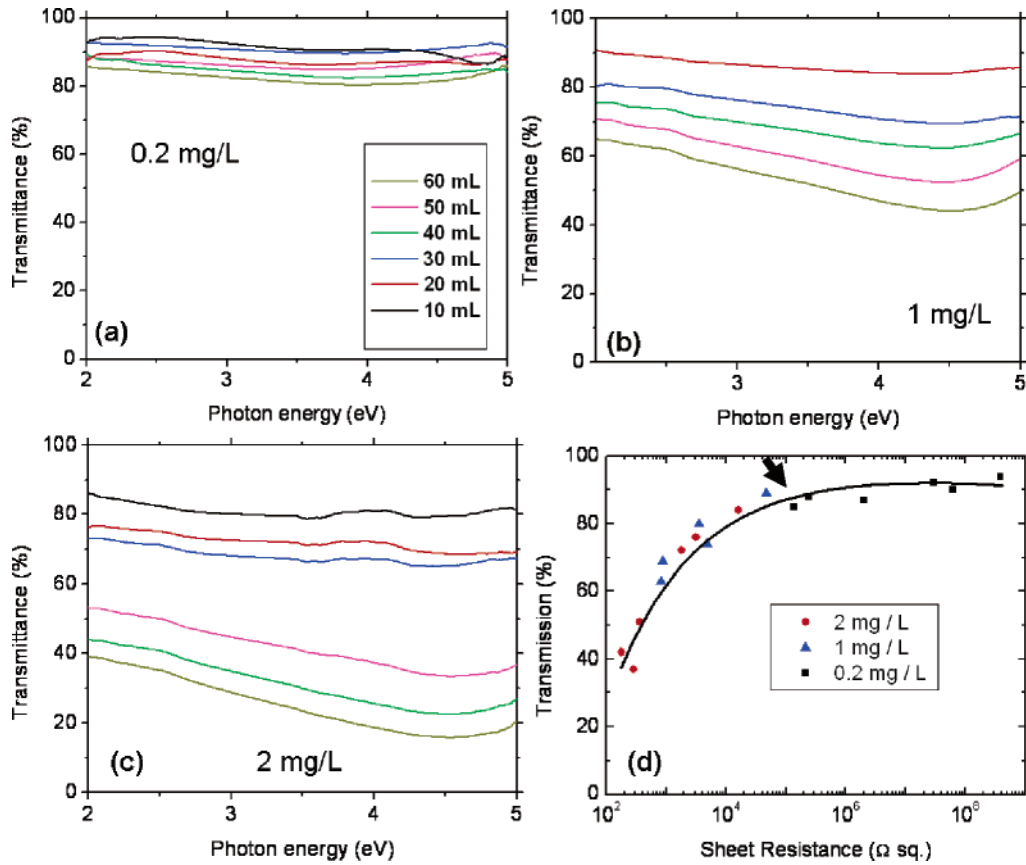 100
80
60
40
20
0
Transmittance (%)
0.2 mg/L
60 mL
50 mL
40 mL
30 mL
20 mL
10 mL
(a)
2 3 4 5
Photon energy (eV)
100
80
60
40
20
0
Transmittance (%)
1 mg/L
(b)
3 4 5
Photon energy (eV)
100
80
60
40
20
0
Transmittance (%)
(c)
2 mg/L
2 3 4 5
Photon energy (eV)
100
80
60
40
20
0
Transmission (%)
2 mg / L
1 mg / L
0.2 mg / L
(d)
10² 10⁴ 10⁶ 10⁸
Sheet Resistance (Ω sq.)